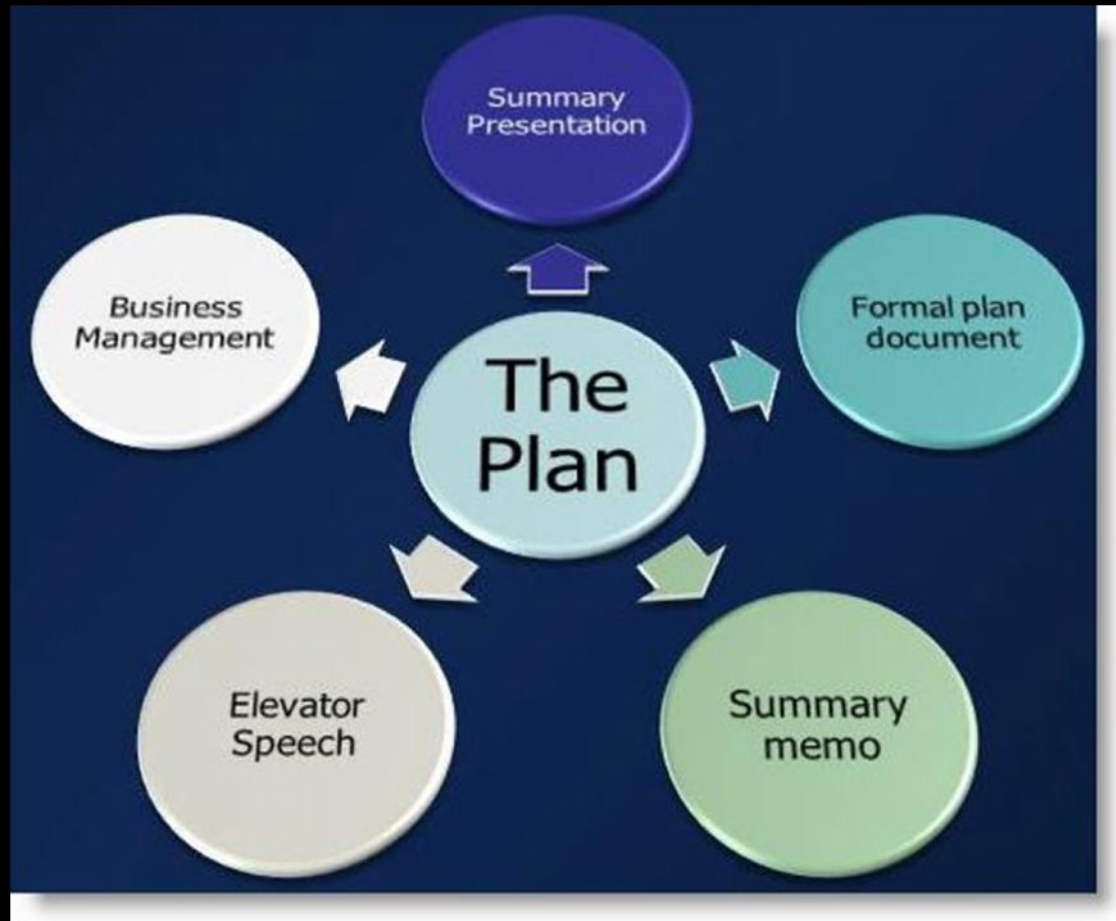 Summary
Presentation
Business
Management
The
Plan
Formal plan
document
Elevator
Speech
Summary
memo